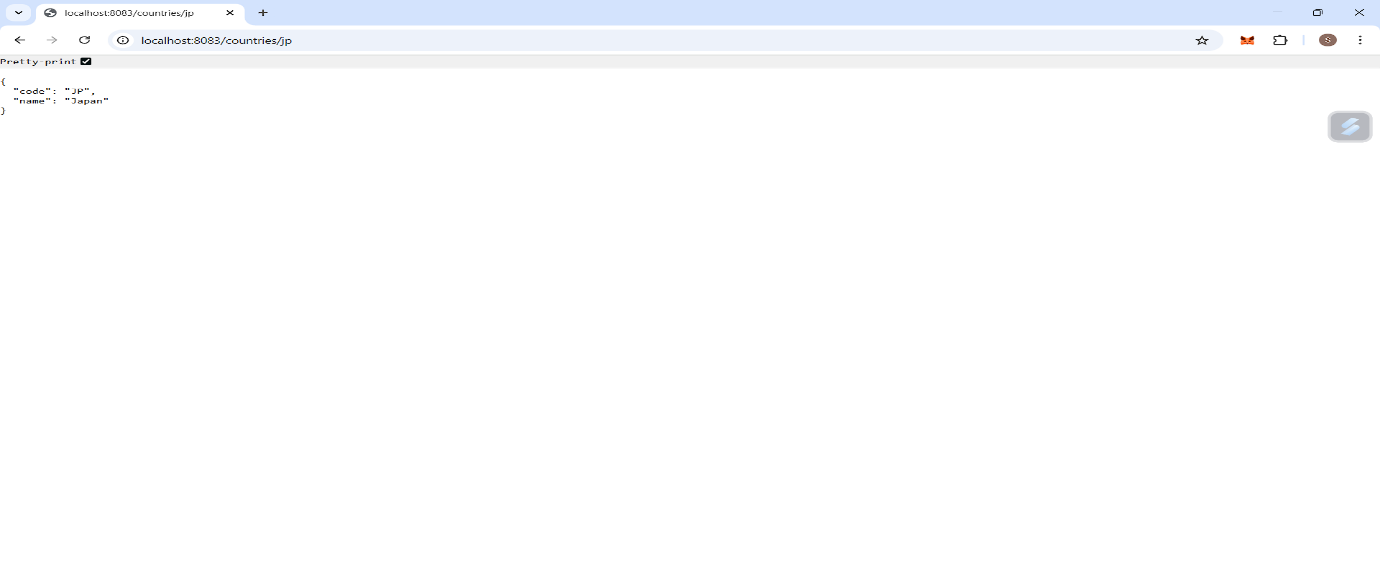 localhost:8083/countries/jp
localhost:8083/countries/jp
S
Pretty-print
{
  "code": "JP",
  "name": "Japan"
}